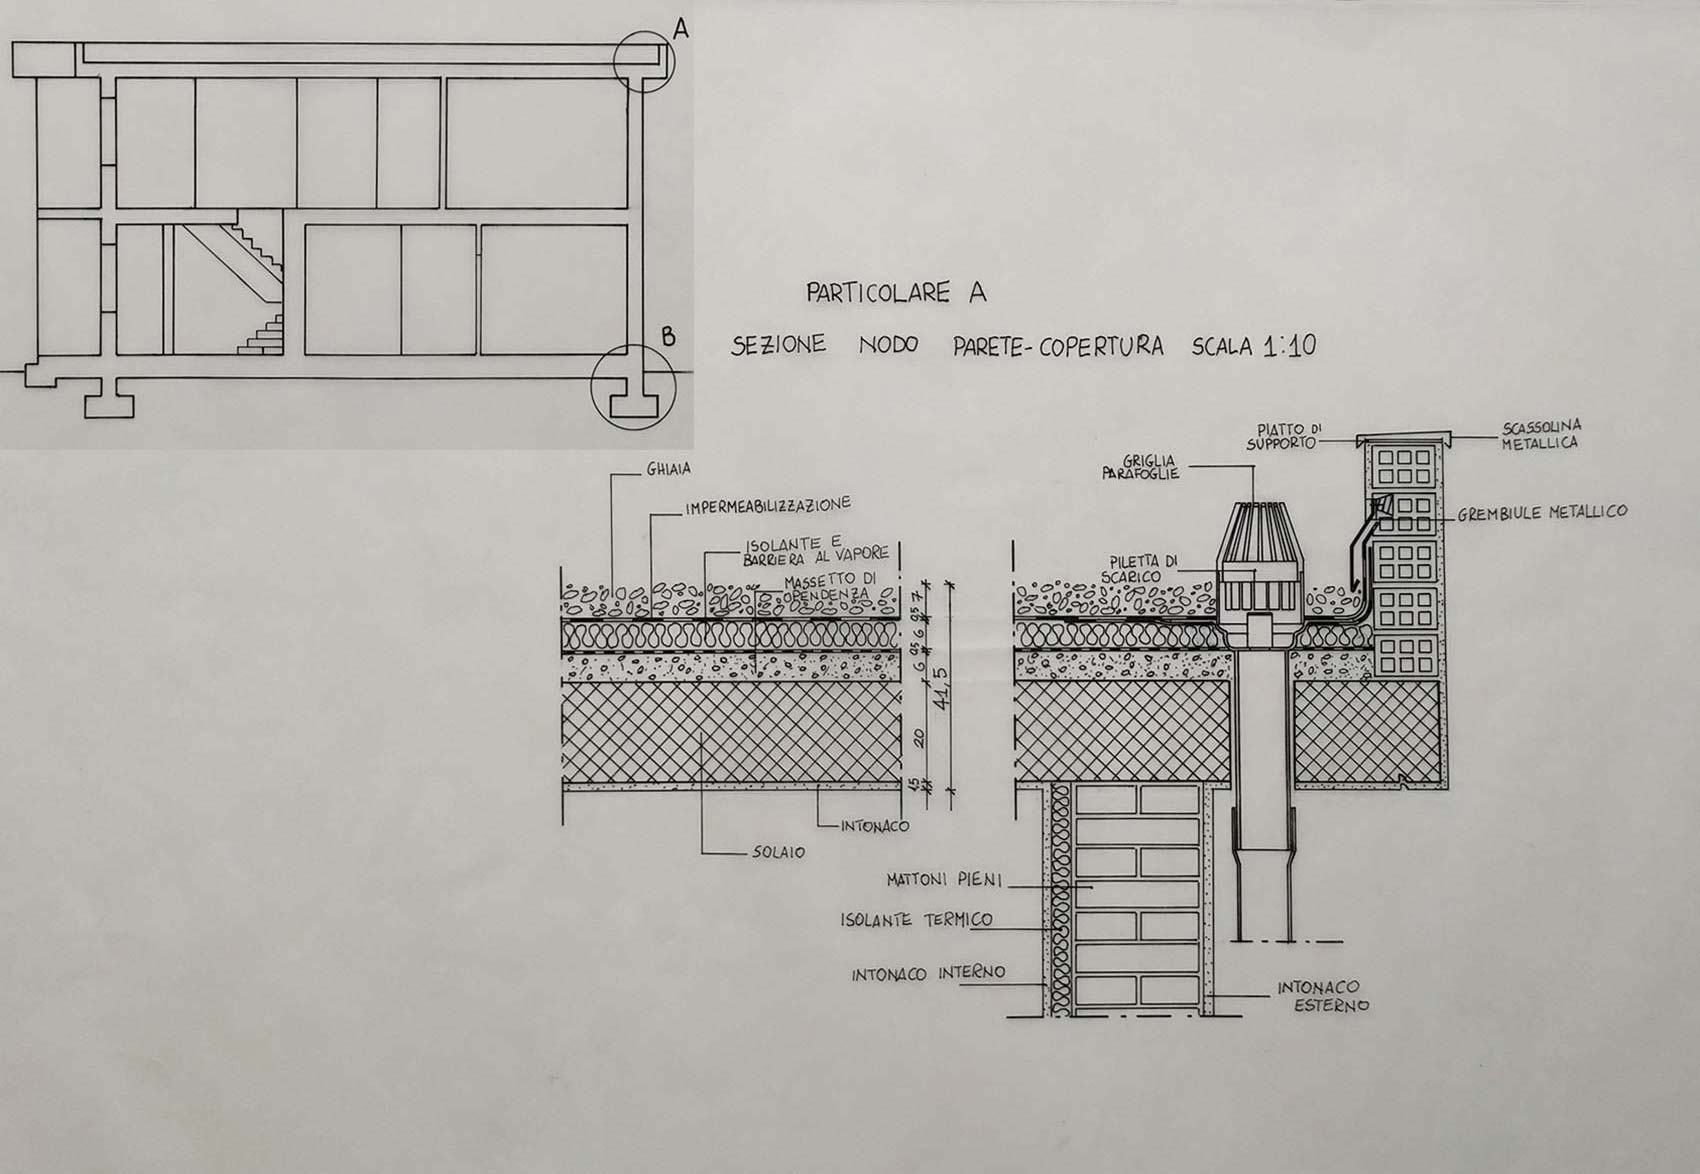 A
B
PARTICOLARE A
SEZIONE NODO PARETE-COPERTURA SCALA 1:10
PIATTO DI
SUPPORTO
SCASSOLINA
METALLICA
GHIAIA
GRIGLIA
PARAFOGLIE
IMPERMEABILIZZAZIONE
GREMBIULE METALLICO
ISOLANTE E
BARRIERA AL VAPORE
PILETTA DI
SCARICO
MASSETTO DI
PENDENZA
7
0,5
6
0,5
6
41,5
20
1,5
INTONACO
SOLAIO
MATTONI PIENI
ISOLANTE TERMICO
INTONACO INTERNO
INTONACO
ESTERNO